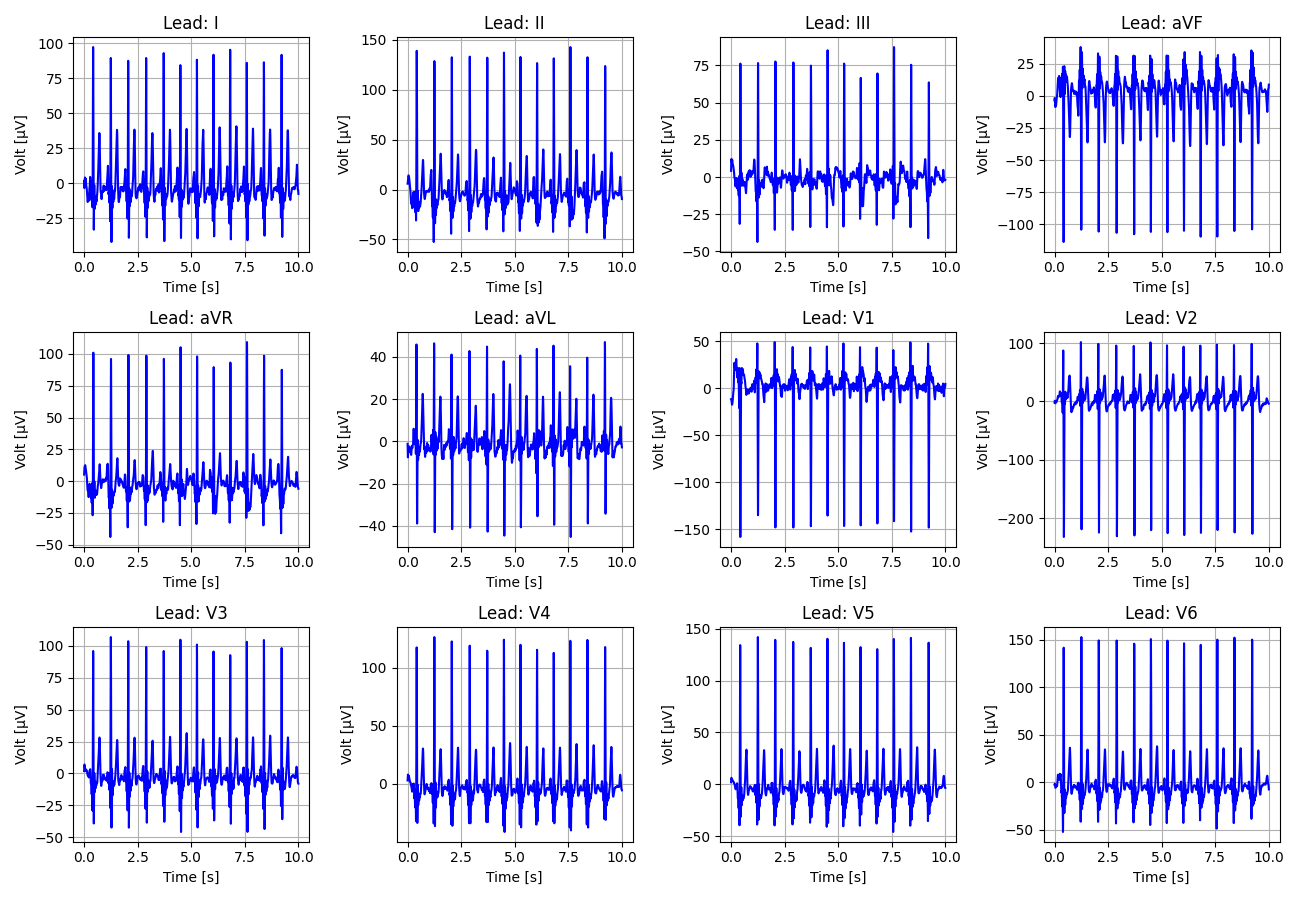 Lead: I
Lead: II
Lead: III
Lead: aVF
100
75
50
25
0
−25
Volt [µV]
0.0 2.5 5.0 7.5 10.0
Time [s]
150
100
50
0
−50
Volt [µV]
0.0 2.5 5.0 7.5 10.0
Time [s]
75
50
25
0
−25
−50
Volt [µV]
0.0 2.5 5.0 7.5 10.0
Time [s]
25
0
−25
−50
−75
−100
Volt [µV]
0.0 2.5 5.0 7.5 10.0
Time [s]
Lead: aVR
Lead: aVL
Lead: V1
Lead: V2
100
75
50
25
0
−25
−50
Volt [µV]
0.0 2.5 5.0 7.5 10.0
Time [s]
40
20
0
−20
−40
Volt [µV]
0.0 2.5 5.0 7.5 10.0
Time [s]
50
0
−50
−100
−150
Volt [µV]
0.0 2.5 5.0 7.5 10.0
Time [s]
100
0
−100
−200
Volt [µV]
0.0 2.5 5.0 7.5 10.0
Time [s]
Lead: V3
Lead: V4
Lead: V5
Lead: V6
100
75
50
25
0
−25
−50
Volt [µV]
0.0 2.5 5.0 7.5 10.0
Time [s]
100
50
0
Volt [µV]
0.0 2.5 5.0 7.5 10.0
Time [s]
150
100
50
0
−50
Volt [µV]
0.0 2.5 5.0 7.5 10.0
Time [s]
150
100
50
0
−50
Volt [µV]
0.0 2.5 5.0 7.5 10.0
Time [s]